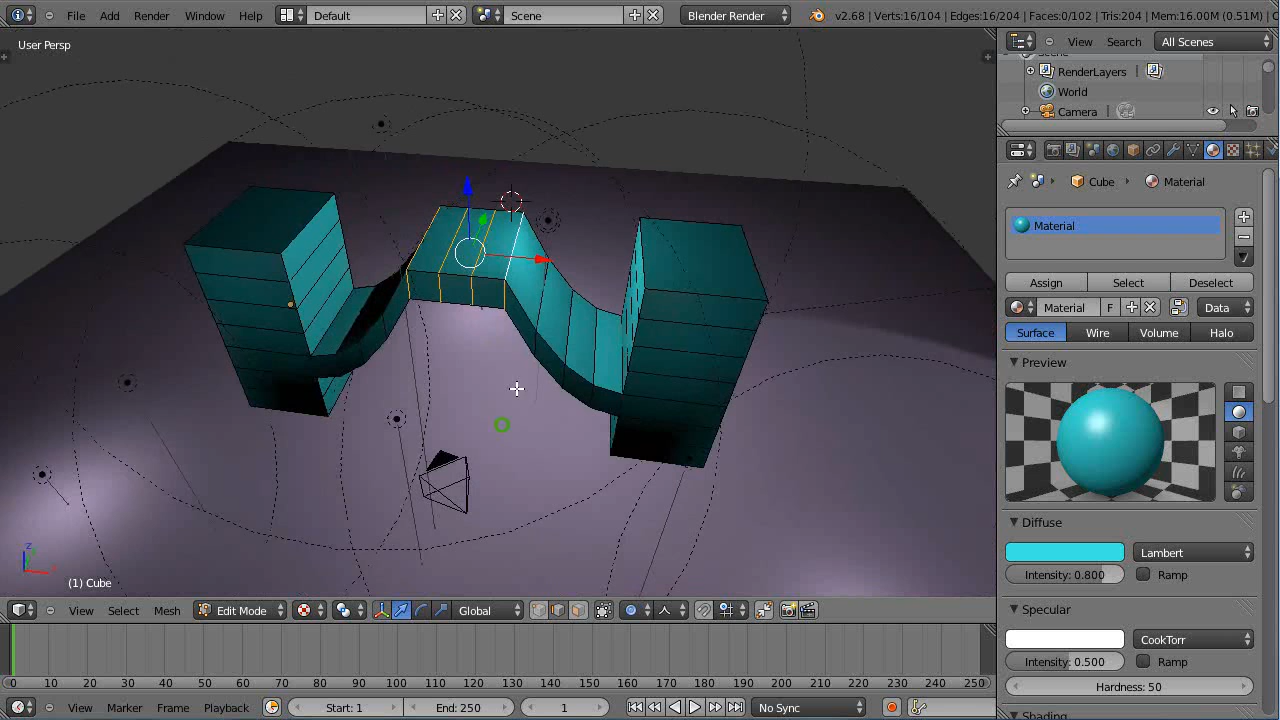 File Add Render Window Help Default Scene Blender Render v2.68 | Verts:16/104 | Edges:16/204 | Faces:0/102 | Tris:204 | Mem:16.00M (0.51M) |
User Persp
View Search All Scenes
RenderLayers
World
Camera
Cube Material
Material
Assign Select Deselect
Material F Data
Surface Wire Volume Halo
Preview
Diffuse
Lambert
Intensity: 0.800 Ramp
Specular
CookTorr
Intensity: 0.500 Ramp
Hardness: 50
z
(1) Cube
View Select Mesh Edit Mode Global
0 10 20 30 40 50 60 70 80 90 100 110 120 130 140 150 160 170 180 190 200 210 220 230 240 250
View Marker Frame Playback Start: 1 End: 250 1 No Sync